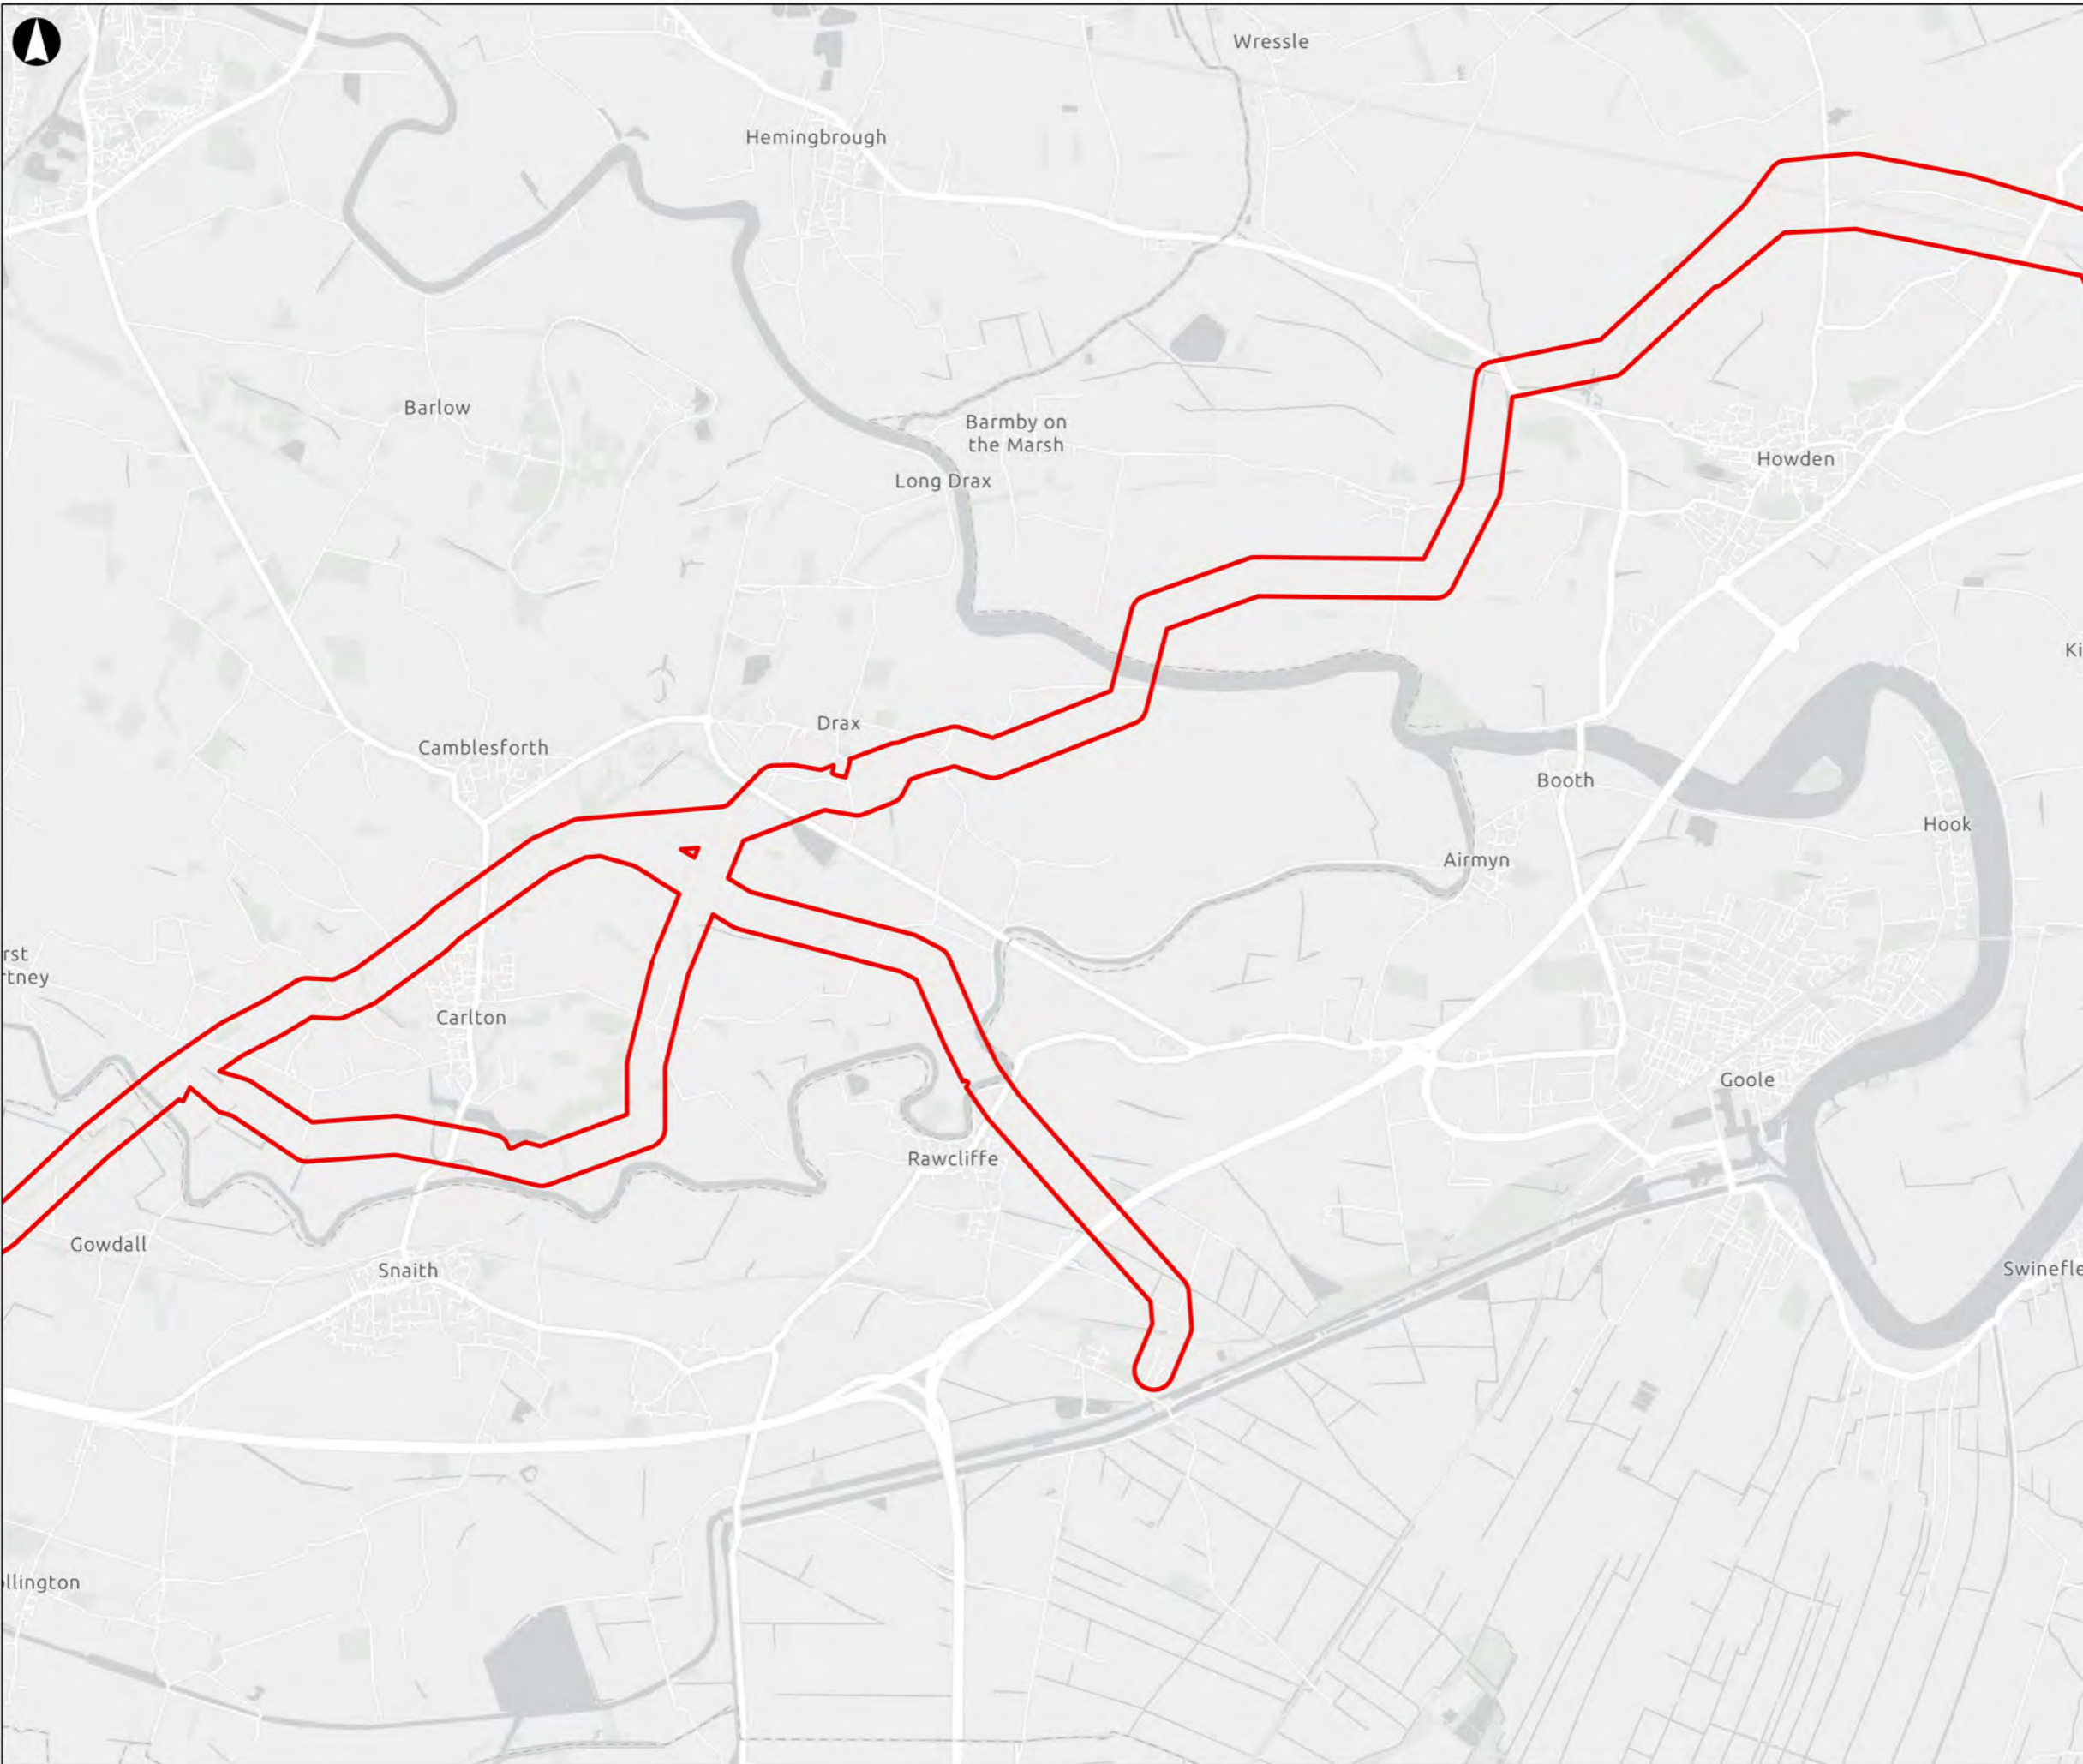 Wressle
Hemingbrough
Barlow
Barmby on
the Marsh
Howden
Long Drax
Ki
Drax
Camblesforth
Booth
Hook
Airmyn
rst
rtney
Carlton
Goole
Rawcliffe
Gowdall
Snaith
Swinefle
llington